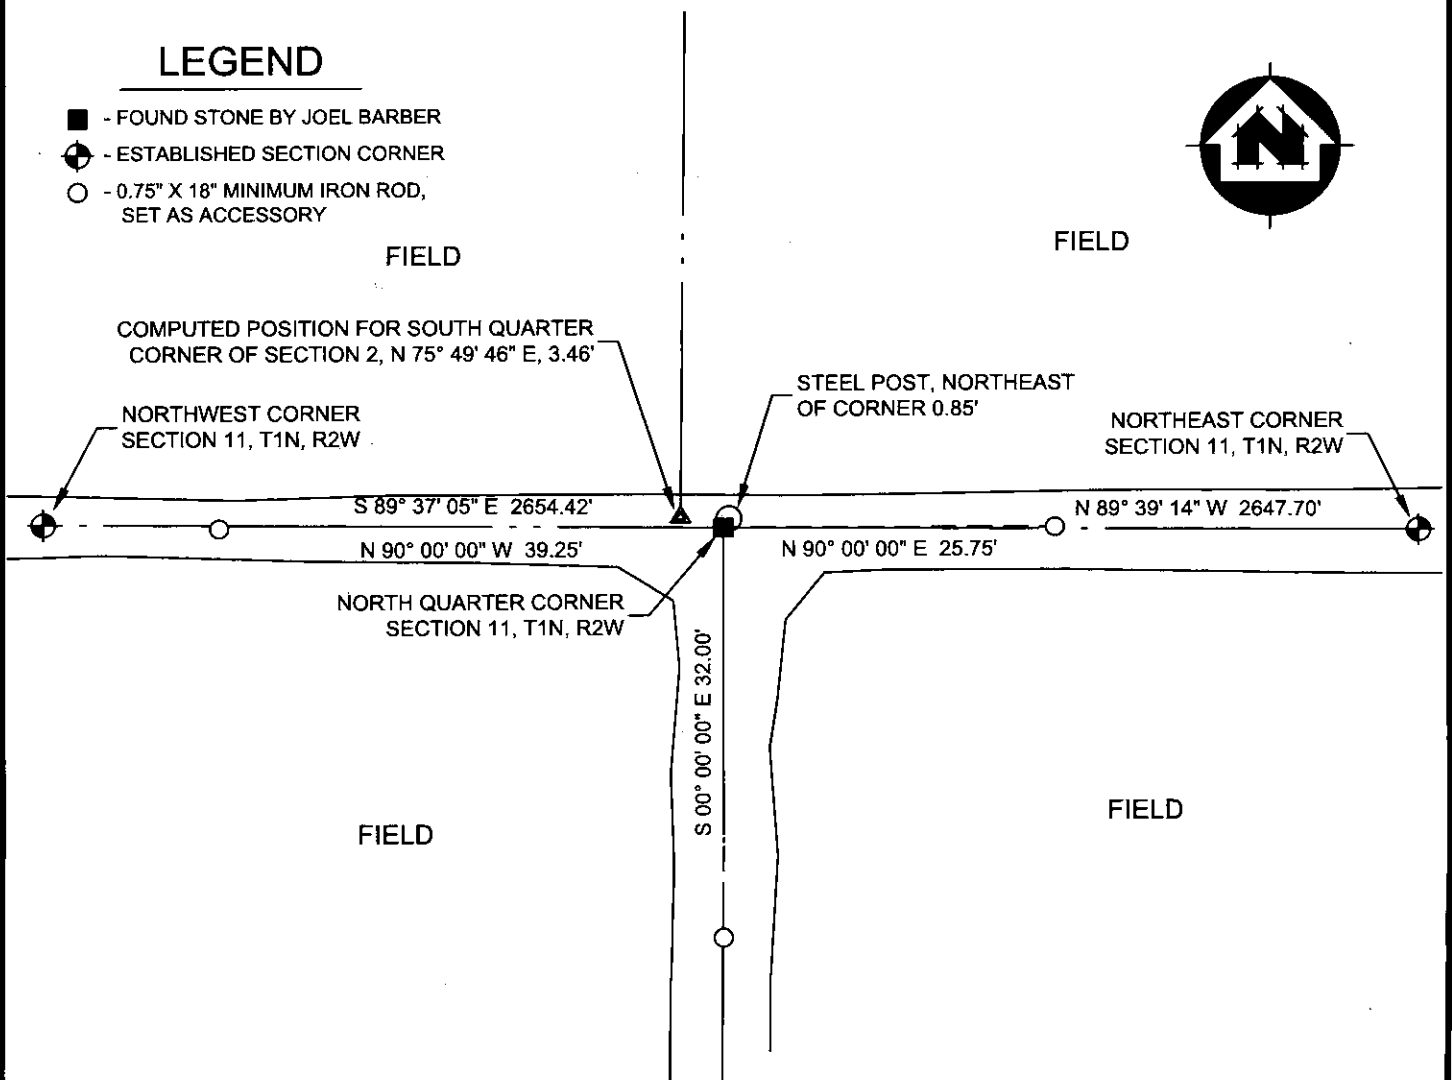 LEGEND
- FOUND STONE BY JOEL BARBER
- ESTABLISHED SECTION CORNER
- 0.75" X 18" MINIMUM IRON ROD,
SET AS ACCESSORY
N
FIELD
FIELD
COMPUTED POSITION FOR SOUTH QUARTER
CORNER OF SECTION 2, N 75° 49' 46" E, 3.46'
STEEL POST, NORTHEAST
OF CORNER 0.85'
NORTHWEST CORNER
SECTION 11, T1N, R2W
NORTHEAST CORNER
SECTION 11, T1N, R2W
S 89° 37' 05" E 2654.42'
N 89° 39' 14" W 2647.70'
N 90° 00' 00" W 39.25'
N 90° 00' 00" E 25.75'
NORTH QUARTER CORNER
SECTION 11, T1N, R2W
S 00° 00' 00" E 32.00'
FIELD
FIELD